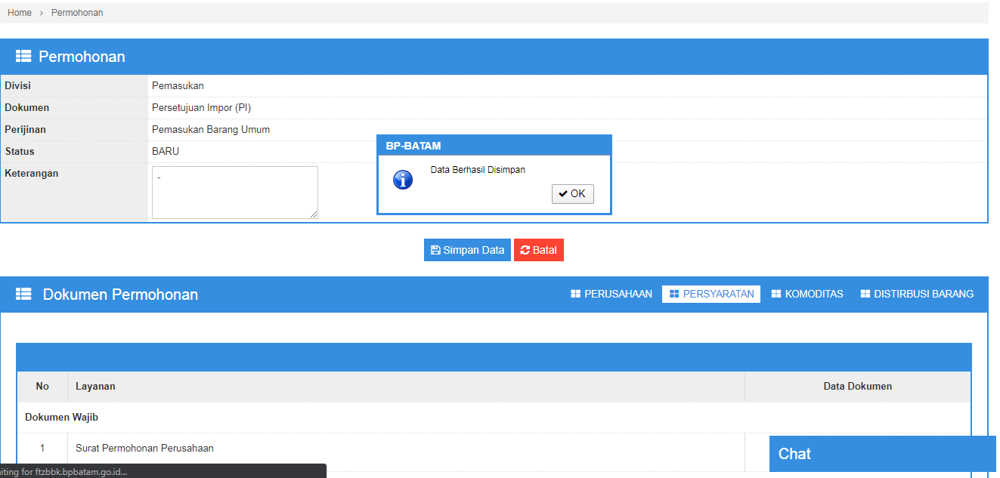 Home > Permohonan
Permohonan
Divisi Pemasukan
Dokumen Persetujuan Impor (PI)
Perijinan Pemasukan Barang Umum
Status BARU
Keterangan -
BP-BATAM
Data Berhasil Disimpan
OK
Simpan Data Batal
Dokumen Permohonan PERUSAHAAN PERSYARATAN KOMODITAS DISTIRBUSI BARANG
No Layanan Data Dokumen
Dokumen Wajib
1 Surat Permohonan Perusahaan
Chat
iting for ftzbbk.bpbatam.go.id...